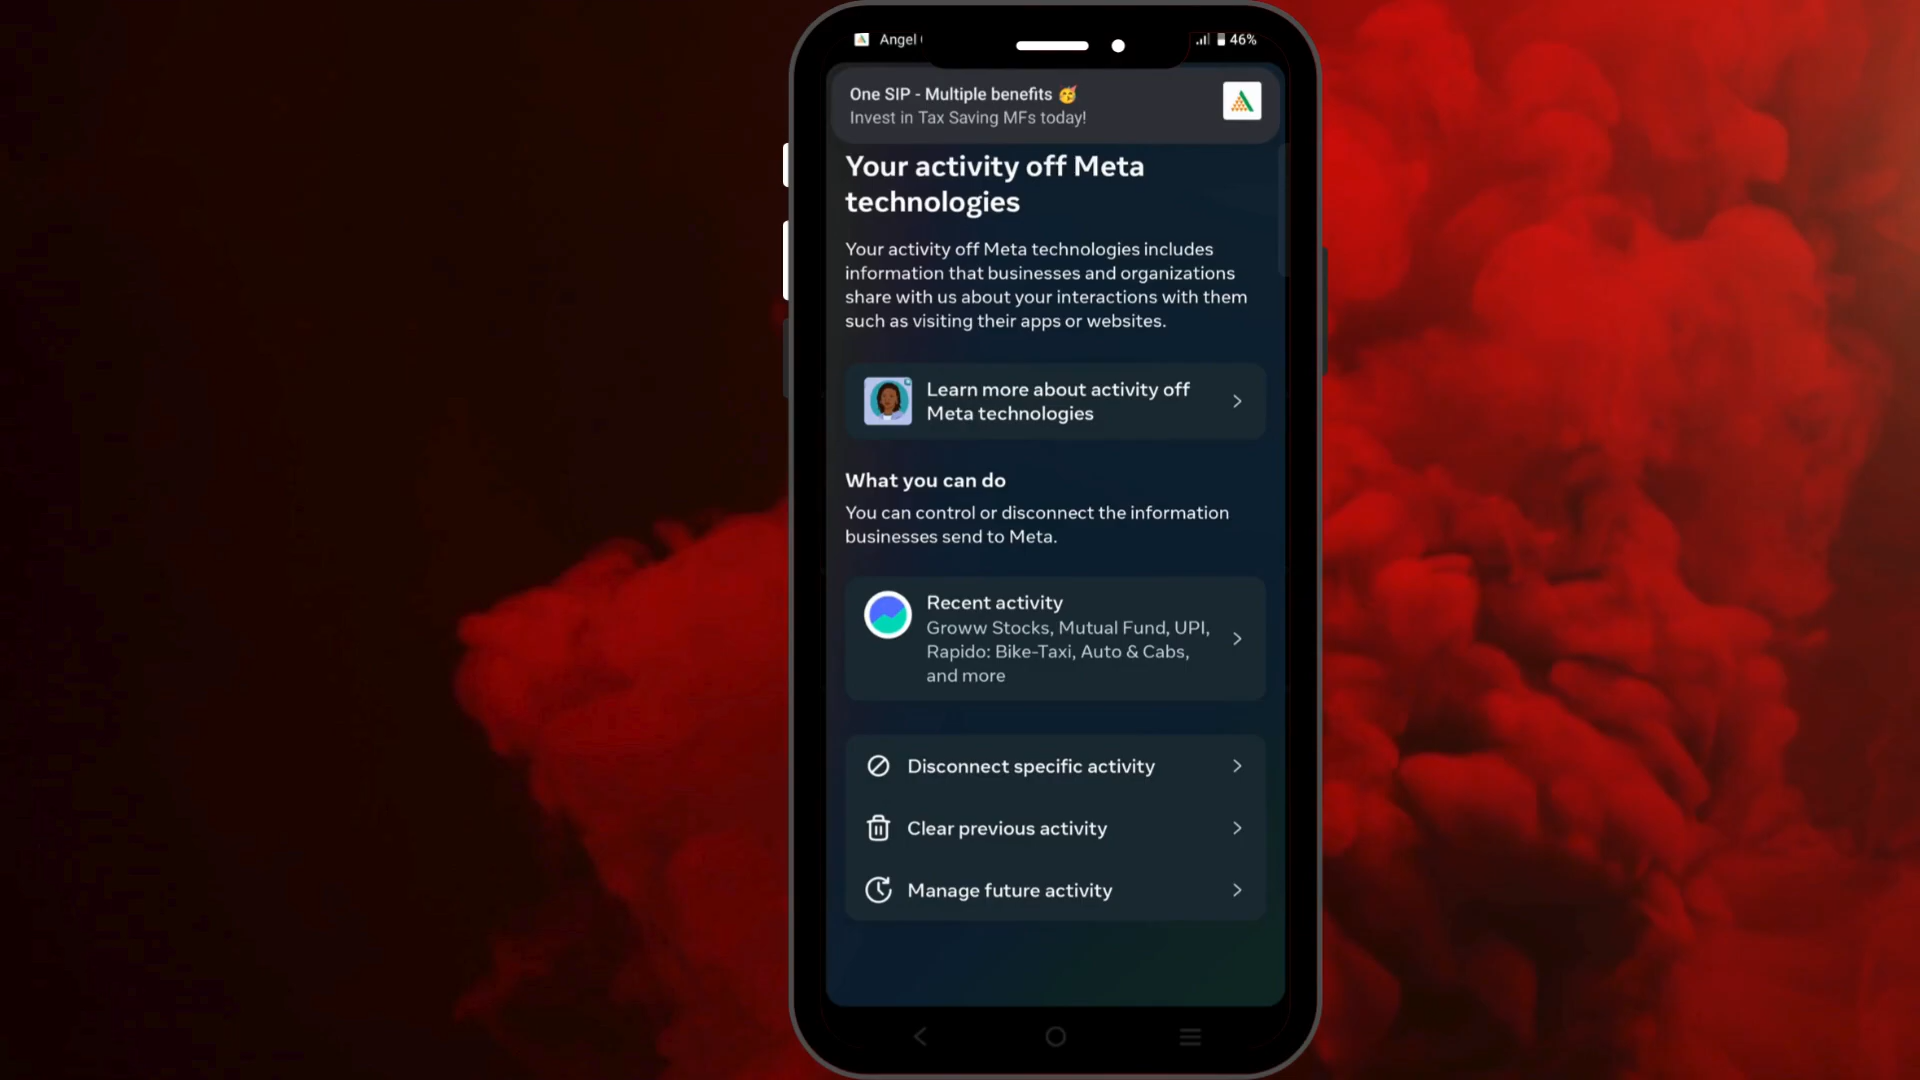 Angel
46%
One SIP - Multiple benefits 🥳
Invest in Tax Saving MFs today!
Your activity off Meta
technologies
Your activity off Meta technologies includes
information that businesses and organizations
share with us about your interactions with them
such as visiting their apps or websites.
Learn more about activity off
Meta technologies
What you can do
You can control or disconnect the information
businesses send to Meta.
Recent activity
Groww Stocks, Mutual Fund, UPI,
Rapido: Bike-Taxi, Auto & Cabs,
and more
Disconnect specific activity
Clear previous activity
Manage future activity